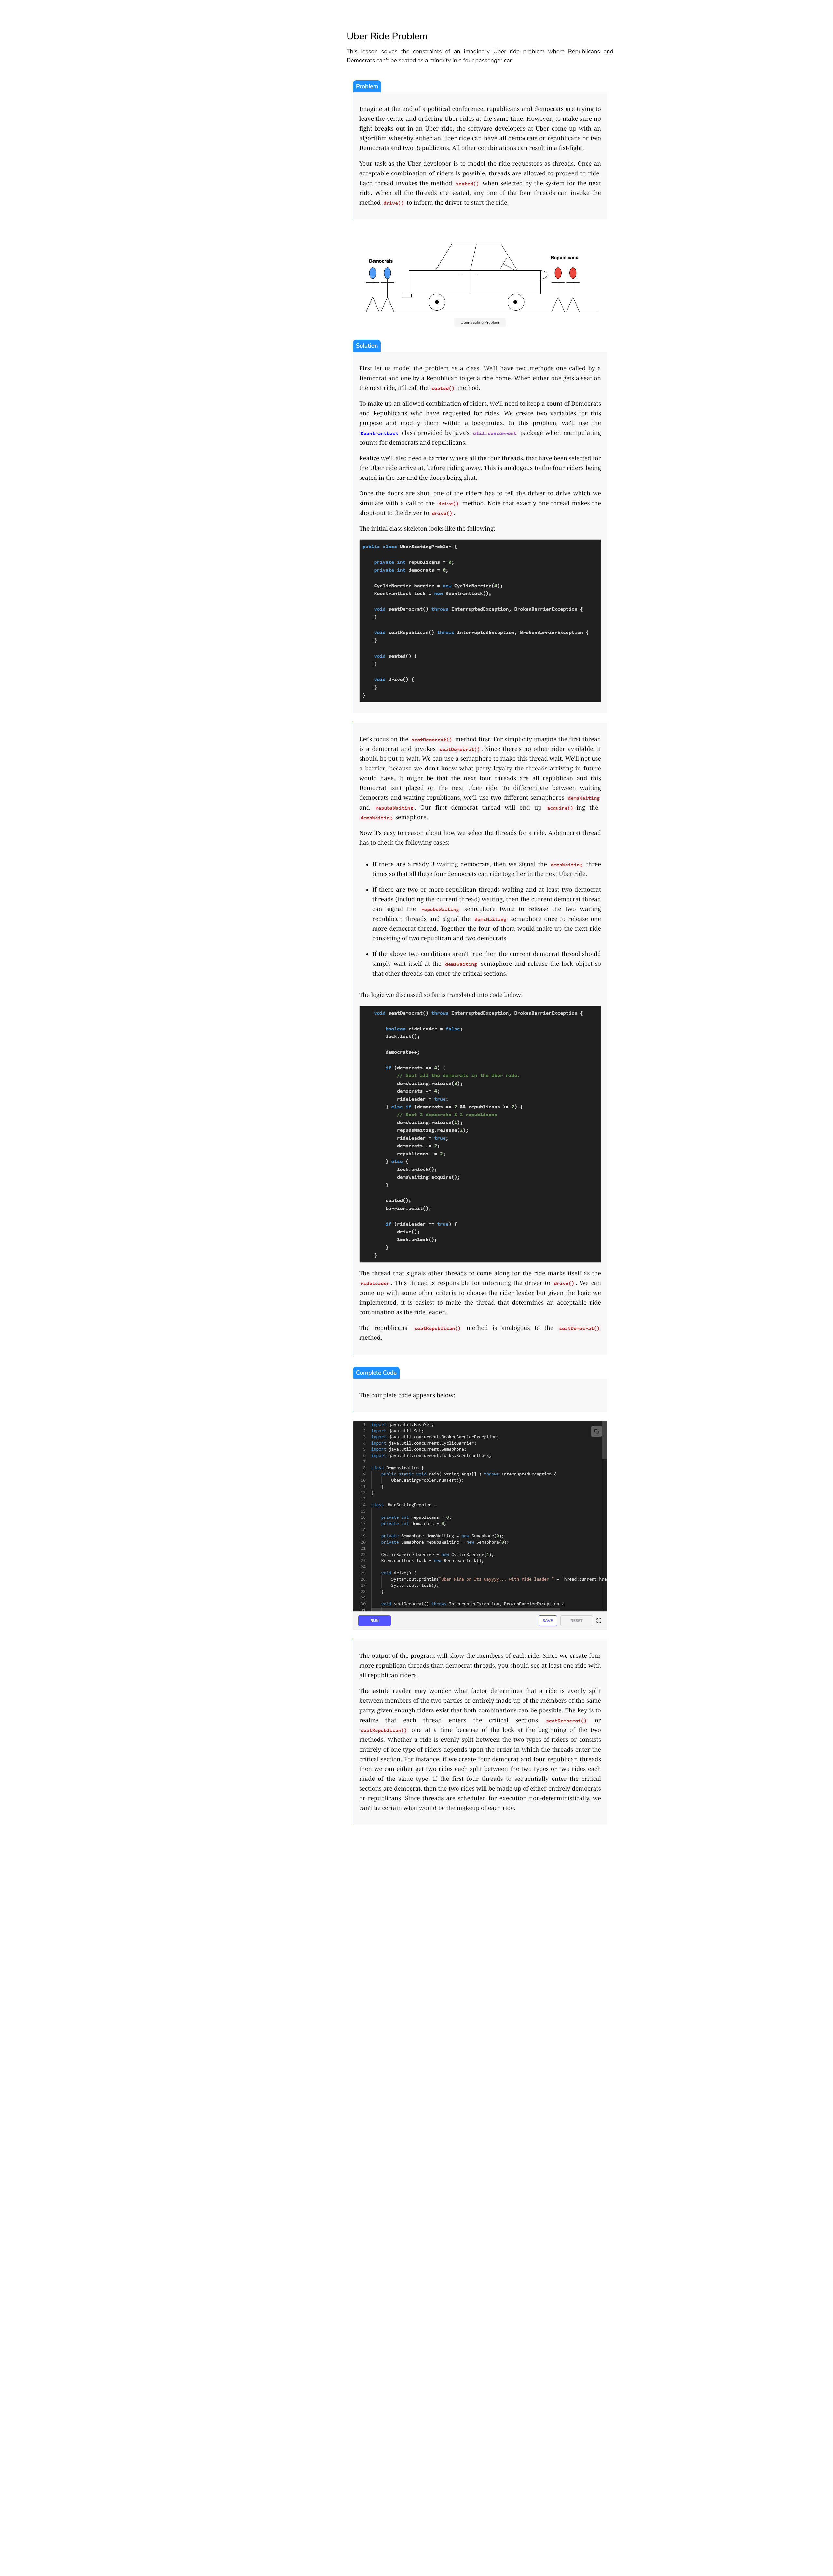 Uber Ride Problem
This lesson solves the constraints of an imaginary Uber ride problem where Republicans and
Democrats can't be seated as a minority in a four passenger car.
Problem
Imagine at the end of a political conference, republicans and democrats are trying to
leave the venue and ordering Uber rides at the same time. However, to make sure no
fight breaks out in an Uber ride, the software developers at Uber come up with an
algorithm whereby either an Uber ride can have all democrats or republicans or two
Democrats and two Republicans. All other combinations can result in a fist-fight.
Your task as the Uber developer is to model the ride requestors as threads. Once an
acceptable combination of riders is possible, threads are allowed to proceed to ride.
Each thread invokes the method seated() when selected by the system for the next
ride. When all the threads are seated, any one of the four threads can invoke the
method drive() to inform the driver to start the ride.
Democrats
Republicans
Uber Seating Problem
Solution
First let us model the problem as a class. We'll have two methods one called by a
Democrat and one by a Republican to get a ride home. When either one gets a seat on
the next ride, it'll call the seated() method.
To make up an allowed combination of riders, we'll need to keep a count of Democrats
and Republicans who have requested for rides. We create two variables for this
purpose and modify them within a lock/mutex. In this problem, we'll use the
ReentrantLock class provided by java's util.concurrent package when manipulating
counts for democrats and republicans.
Realize we'll also need a barrier where all the four threads, that have been selected for
the Uber ride arrive at, before riding away. This is analogous to the four riders being
seated in the car and the doors being shut.
Once the doors are shut, one of the riders has to tell the driver to drive which we
simulate with a call to the drive() method. Note that exactly one thread makes the
shout-out to the driver to drive().
The initial class skeleton looks like the following:
public class UberSeatingProblem {
private int republicans = 0;
private int democrats = 0;
CyclicBarrier barrier = new CyclicBarrier(4);
ReentrantLock lock = new ReentrantLock();
void seatDemocrat() throws InterruptedException, BrokenBarrierException {
}
void seatRepublican() throws InterruptedException, BrokenBarrierException {
}
void seated() {
}
void drive() {
}
}
Let's focus on the seatDemocrat() method first. For simplicity imagine the first thread
is a democrat and invokes seatDemocrat(). Since there's no other rider available, it
should be put to wait. We can use a semaphore to make this thread wait. We'll not use
a barrier, because we don't know what party loyalty the threads arriving in future
would have. It might be that the next four threads are all republican and this
Democrat isn't placed on the next Uber ride. To differentiate between waiting
democrats and waiting republicans, we'll use two different semaphores demsWaiting
and repubsWaiting. Our first democrat thread will end up acquire()-ing the
demsWaiting semaphore.
Now it's easy to reason about how we select the threads for a ride. A democrat thread
has to check the following cases:
• If there are already 3 waiting democrats, then we signal the demsWaiting three
times so that all these four democrats can ride together in the next Uber ride.
• If there are two or more republican threads waiting and at least two democrat
threads (including the current thread) waiting, then the current democrat thread
can signal the repubsWaiting semaphore twice to release the two waiting
republican threads and signal the demsWaiting semaphore once to release one
more democrat thread. Together the four of them would make up the next ride
consisting of two republican and two democrats.
• If the above two conditions aren't true then the current democrat thread should
simply wait itself at the demsWaiting semaphore and release the lock object so
that other threads can enter the critical sections.
The logic we discussed so far is translated into code below:
void seatDemocrat() throws InterruptedException, BrokenBarrierException {
boolean rideLeader = false;
lock.lock();
democrats++;
if (democrats == 4) {
// Seat all the democrats in the Uber ride.
demsWaiting.release(3);
democrats -= 4;
rideLeader = true;
} else if (democrats >= 2 && republicans >= 2) {
// Seat 2 democrats & 2 republicans
demsWaiting.release(1);
repubsWaiting.release(2);
rideLeader = true;
democrats -= 2;
republicans -= 2;
} else {
lock.unlock();
demsWaiting.acquire();
}
seated();
barrier.await();
if (rideLeader == true) {
drive();
lock.unlock();
}
}
The thread that signals other threads to come along for the ride marks itself as the
rideLeader. This thread is responsible for informing the driver to drive(). We can
come up with some other criteria to choose the rider leader but given the logic we
implemented, it is easiest to make the thread that determines an acceptable ride
combination as the ride leader.
The republicans' seatRepublican() method is analogous to the seatDemocrat()
method.
Complete Code
The complete code appears below:
1 import java.util.HashSet;
2 import java.util.Set;
3 import java.util.concurrent.BrokenBarrierException;
4 import java.util.concurrent.CyclicBarrier;
5 import java.util.concurrent.Semaphore;
6 import java.util.concurrent.locks.ReentrantLock;
7
8 class Demonstration {
9 public static void main( String args[] ) throws InterruptedException {
10 UberSeatingProblem.runTest();
11 }
12 }
13
14 class UberSeatingProblem {
15
16 private int republicans = 0;
17 private int democrats = 0;
18
19 private Semaphore demsWaiting = new Semaphore(0);
20 private Semaphore repubsWaiting = new Semaphore(0);
21
22 CyclicBarrier barrier = new CyclicBarrier(4);
23 ReentrantLock lock = new ReentrantLock();
24
25 void drive() {
26 System.out.println("Uber Ride on Its wayyyy... with ride leader " + Thread.currentThre
27 System.out.flush();
28 }
29
30 void seatDemocrat() throws InterruptedException, BrokenBarrierException {
RUN
SAVE
RESET
The output of the program will show the members of each ride. Since we create four
more republican threads than democrat threads, you should see at least one ride with
all republican riders.
The astute reader may wonder what factor determines that a ride is evenly split
between members of the two parties or entirely made up of the members of the same
party, given enough riders exist that both combinations can be possible. The key is to
realize that each thread enters the critical sections seatDemocrat() or
seatRepublican() one at a time because of the lock at the beginning of the two
methods. Whether a ride is evenly split between the two types of riders or consists
entirely of one type of riders depends upon the order in which the threads enter the
critical section. For instance, if we create four democrat and four republican threads
then we can either get two rides each split between the two types or two rides each
made of the same type. If the first four threads to sequentially enter the critical
sections are democrat, then the two rides will be made up of either entirely democrats
or republicans. Since threads are scheduled for execution non-deterministically, we
can't be certain what would be the makeup of each ride.